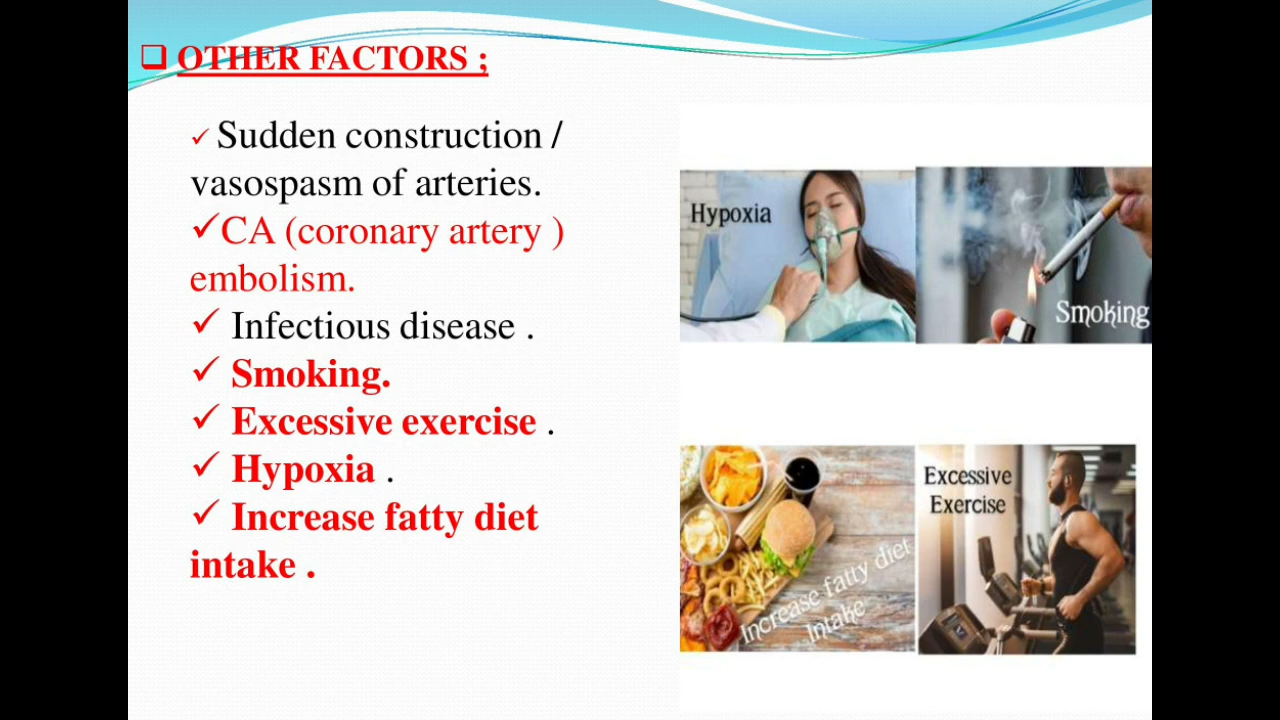 OTHER FACTORS ;
✓ Sudden construction /
vasospasm of arteries.
✓CA (coronary artery )
embolism.
✓ Infectious disease .
✓ Smoking.
✓ Excessive exercise .
✓ Hypoxia .
✓ Increase fatty diet
intake .
Hypoxia
Smoking
Increase fatty diet
Intake
Excessive
Exercise